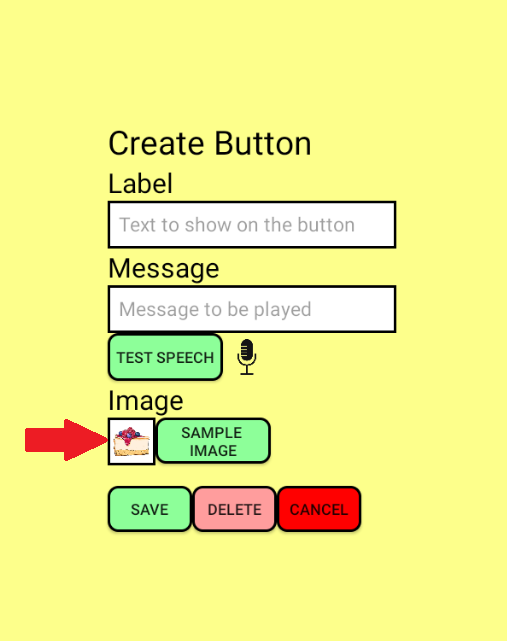 Create Button
Label
Text to show on the button
Message
Message to be played
TEST SPEECH
Image
SAMPLE
IMAGE
SAVE DELETE CANCEL